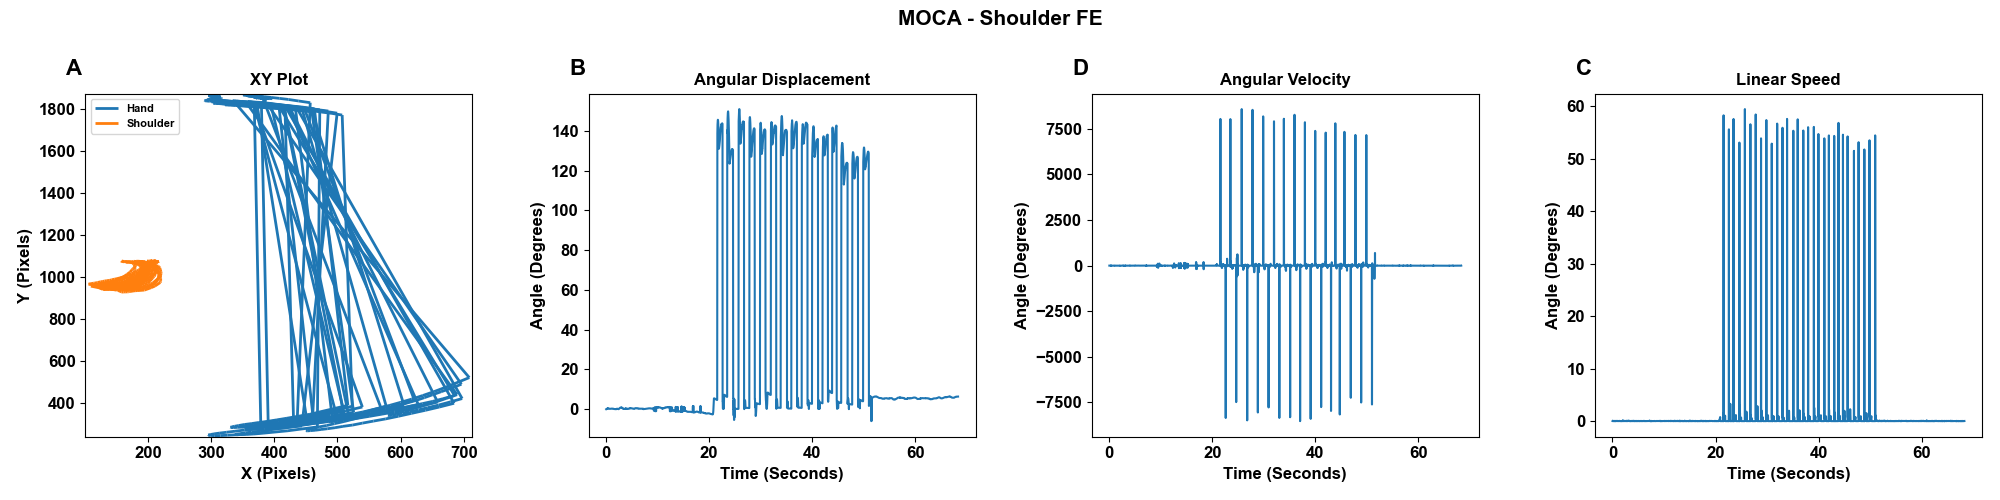 MOCA - Shoulder FE
A
XY Plot
Hand
Shoulder
1800
1600
1400
1200
1000
800
600
400
Y (Pixels)
200 300 400 500 600 700
X (Pixels)
B
Angular Displacement
140
120
100
80
60
40
20
0
Angle (Degrees)
0 20 40 60
Time (Seconds)
D
Angular Velocity
7500
5000
2500
0
−2500
−5000
−7500
Angle (Degrees)
0 20 40 60
Time (Seconds)
C
Linear Speed
60
50
40
30
20
10
0
Angle (Degrees)
0 20 40 60
Time (Seconds)